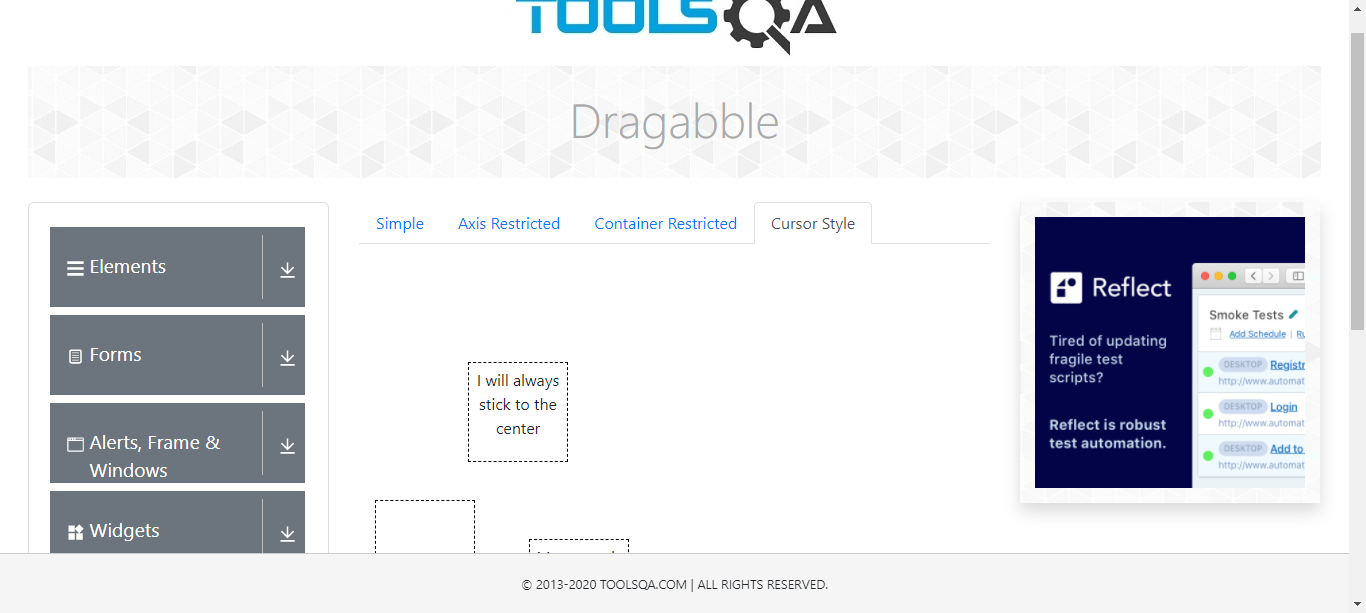 TOOLSQA
Dragabble
Simple
Axis Restricted
Container Restricted
Cursor Style
Elements
Forms
Alerts, Frame &
Windows
Widgets
I will always
stick to the
center
Reflect
Tired of updating
fragile test
scripts?
Reflect is robust
test automation.
Smoke Tests
Add Schedule | Ru
DESKTOP Registr
http://www.automat
DESKTOP Login
http://www.automat
DESKTOP Add to
http://www.automat
© 2013-2020 TOOLSQA.COM | ALL RIGHTS RESERVED.